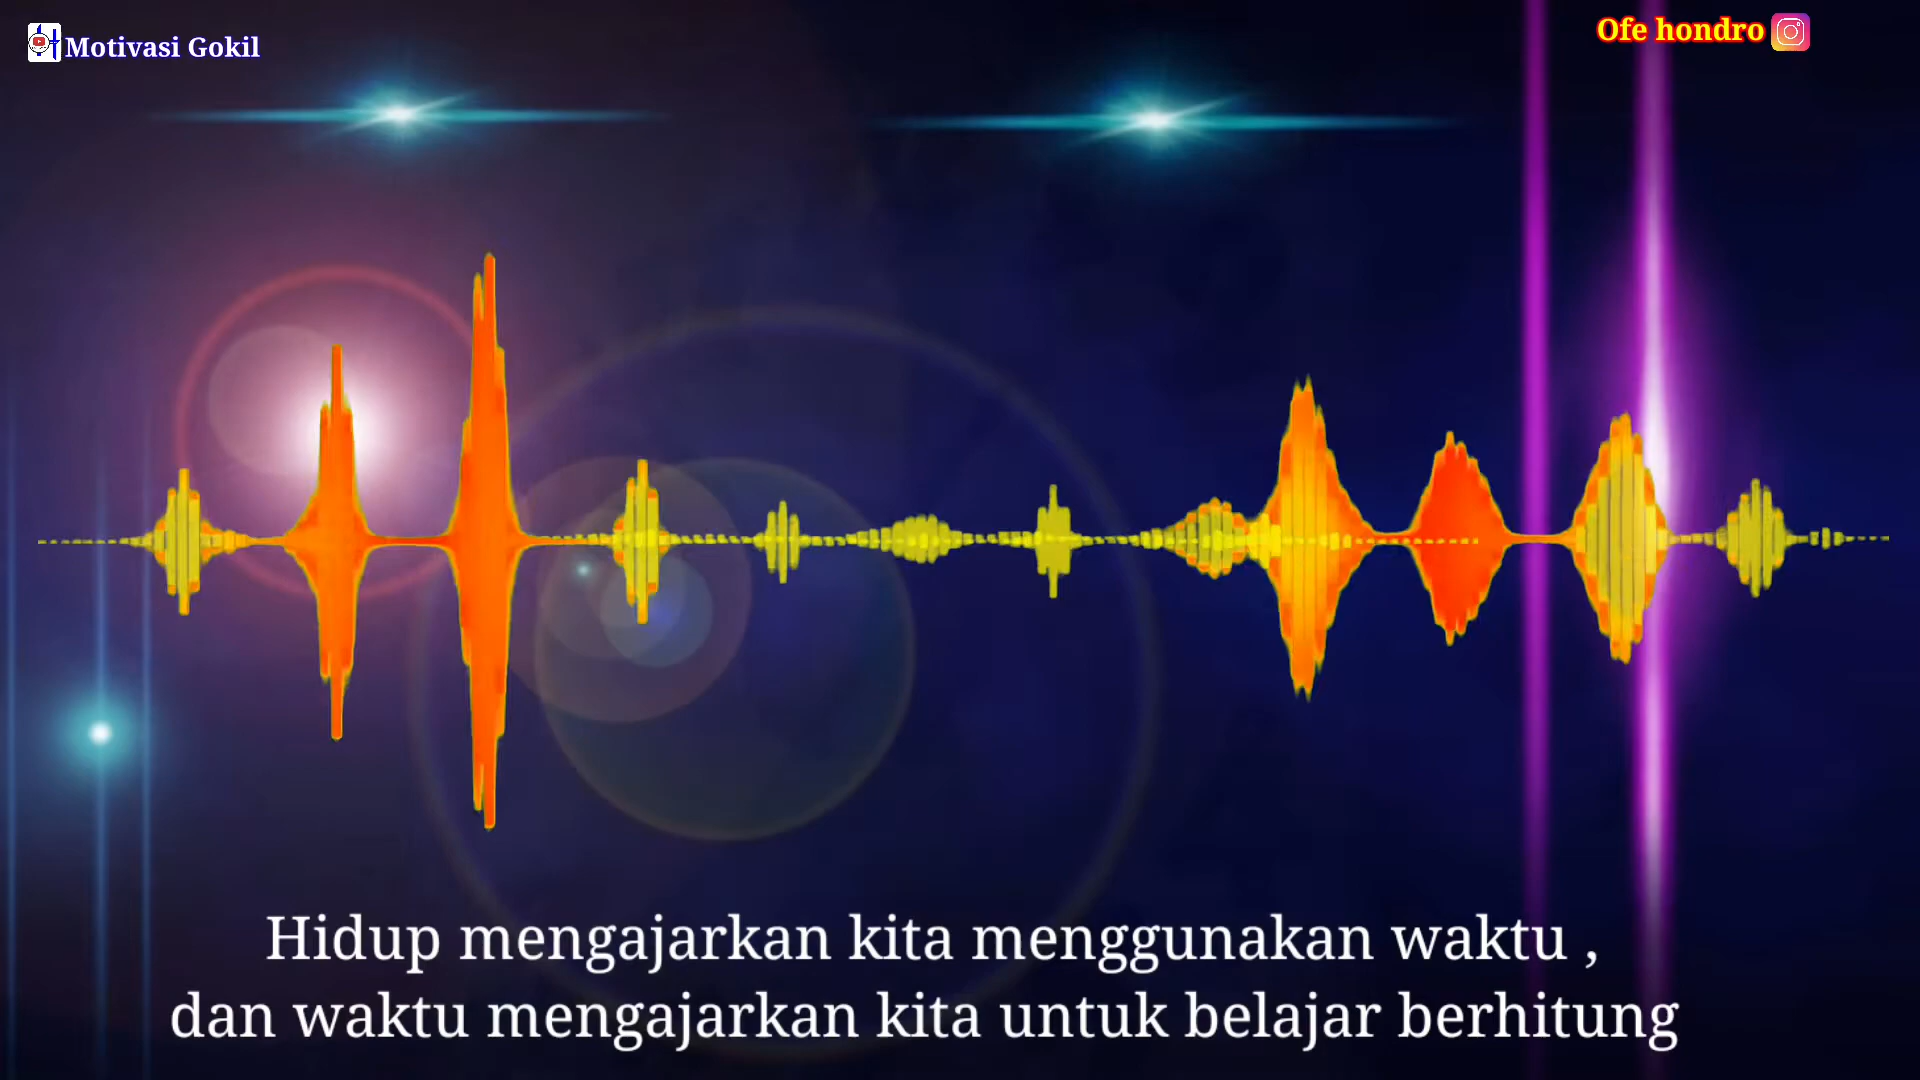 Motivasi Gokil
Ofe hondro
Hidup mengajarkan kita menggunakan waktu ,
dan waktu mengajarkan kita untuk belajar berhitung